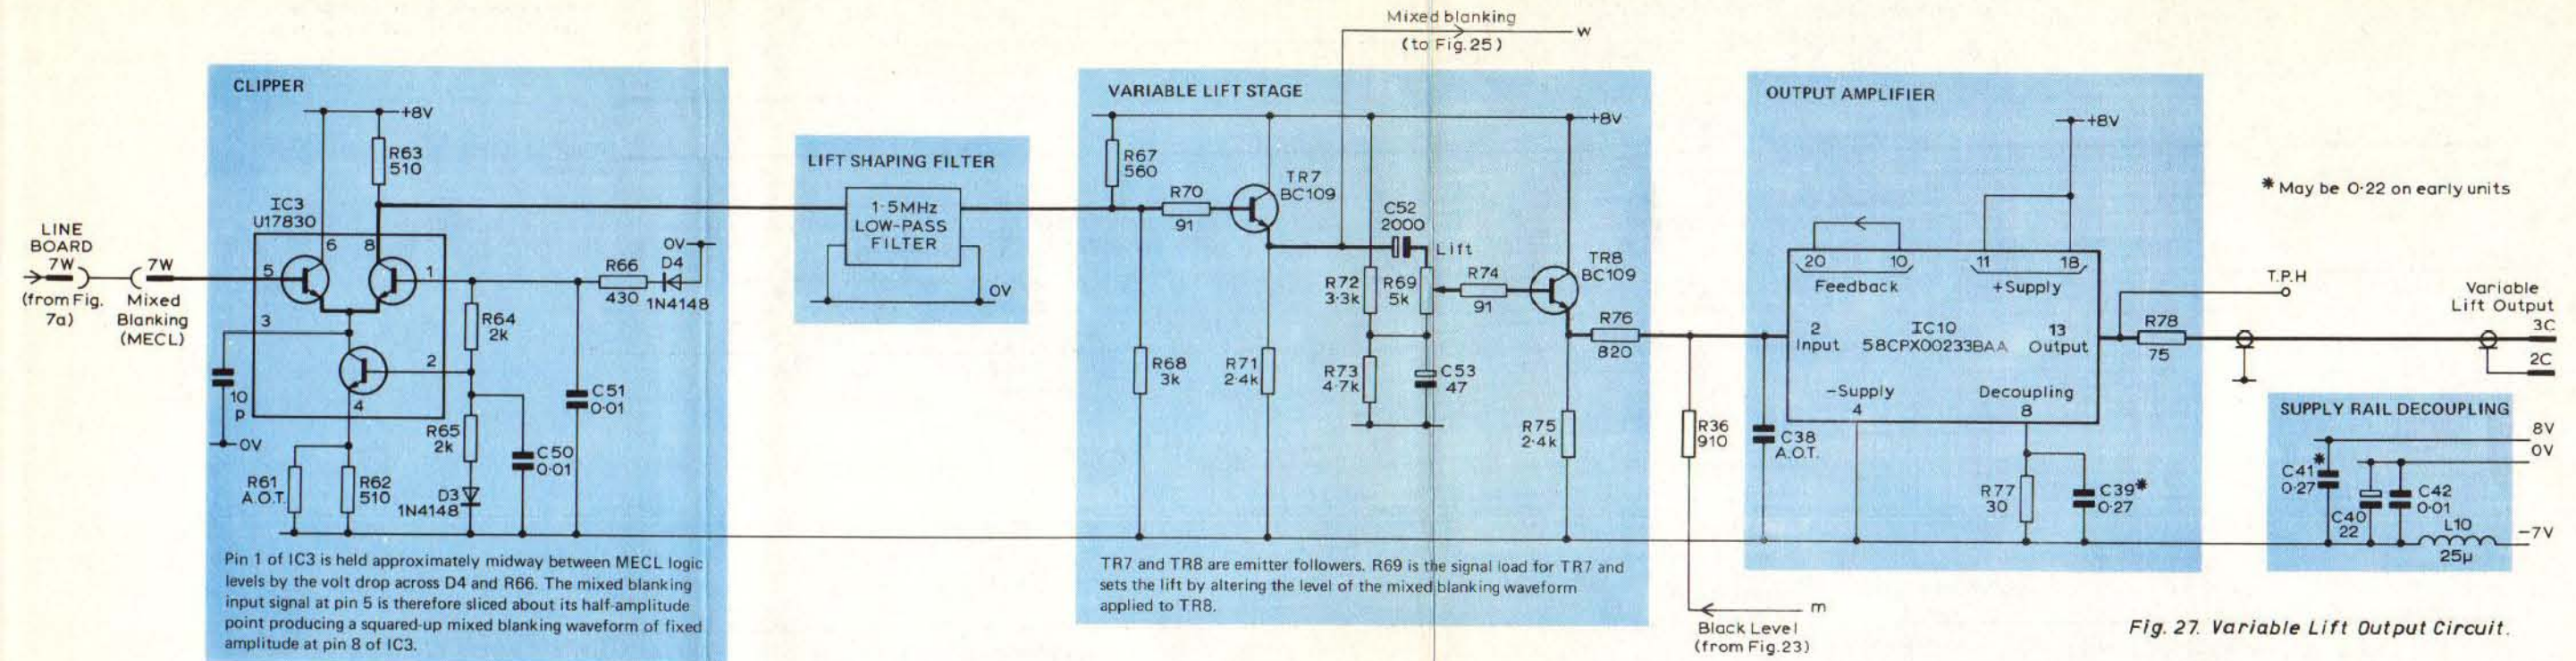 Mixed blanking
(to Fig.25)
W
CLIPPER
+8V
R63
510
IC3
U17830
6
8
5
1
3
2
4
LINE
BOARD
7W
(from Fig.
7a)
7W
Mixed
Blanking
(MECL)
10
p
0V
R61
A.O.T.
R62
510
R64
2k
R65
2k
D3
1N4148
C50
0·01
C51
0·01
R66
430
0V
D4
1N4148
Pin 1 of IC3 is held approximately midway between MECL logic
levels by the volt drop across D4 and R66. The mixed blanking
input signal at pin 5 is therefore sliced about its half-amplitude
point producing a squared-up mixed blanking waveform of fixed
amplitude at pin 8 of IC3.
LIFT SHAPING FILTER
1·5MHz
LOW-PASS
FILTER
0V
VARIABLE LIFT STAGE
+8V
R67
560
R70
91
TR7
BC109
C52
2000
Lift
R72
3·3k
R69
5k
R74
91
TR8
BC109
R76
820
R68
3k
R71
2·4k
R73
4·7k
C53
47
R75
2·4k
TR7 and TR8 are emitter followers. R69 is the signal load for TR7 and
sets the lift by altering the level of the mixed blanking waveform
applied to TR8.
R36
910
C38
A.O.T.
m
Black Level
(from Fig.23)
OUTPUT AMPLIFIER
+8V
20
10
11
18
Feedback
+Supply
2
Input
IC10
58CPX00233BAA
13
Output
-Supply
4
Decoupling
8
R77
30
C39*
0·27
R78
75
T.P.H
* May be 0·22 on early units
Variable
Lift Output
3C
2C
SUPPLY RAIL DECOUPLING
8V
0V
C41*
0·27
C40
22
C42
0·01
L10
25µ
-7V
Fig. 27. Variable Lift Output Circuit.